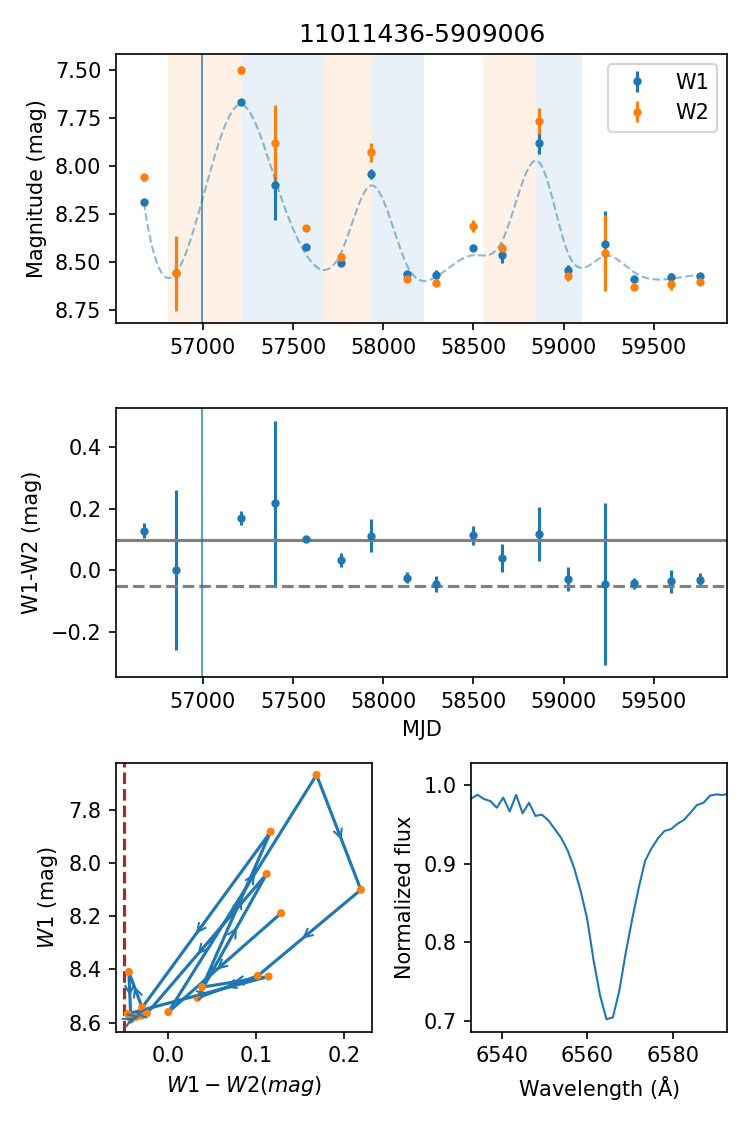 11011436-5909006
Magnitude (mag)
7.50
7.75
8.00
8.25
8.50
8.75
W1
W2
57000 57500 58000 58500 59000 59500
W1-W2 (mag)
0.4
0.2
0.0
−0.2
57000 57500 58000 58500 59000 59500
MJD
W1 (mag)
7.8
8.0
8.2
8.4
8.6
0.0 0.1 0.2
W1 − W2(mag)
Normalized flux
1.0
0.9
0.8
0.7
6540 6560 6580
Wavelength (Å)